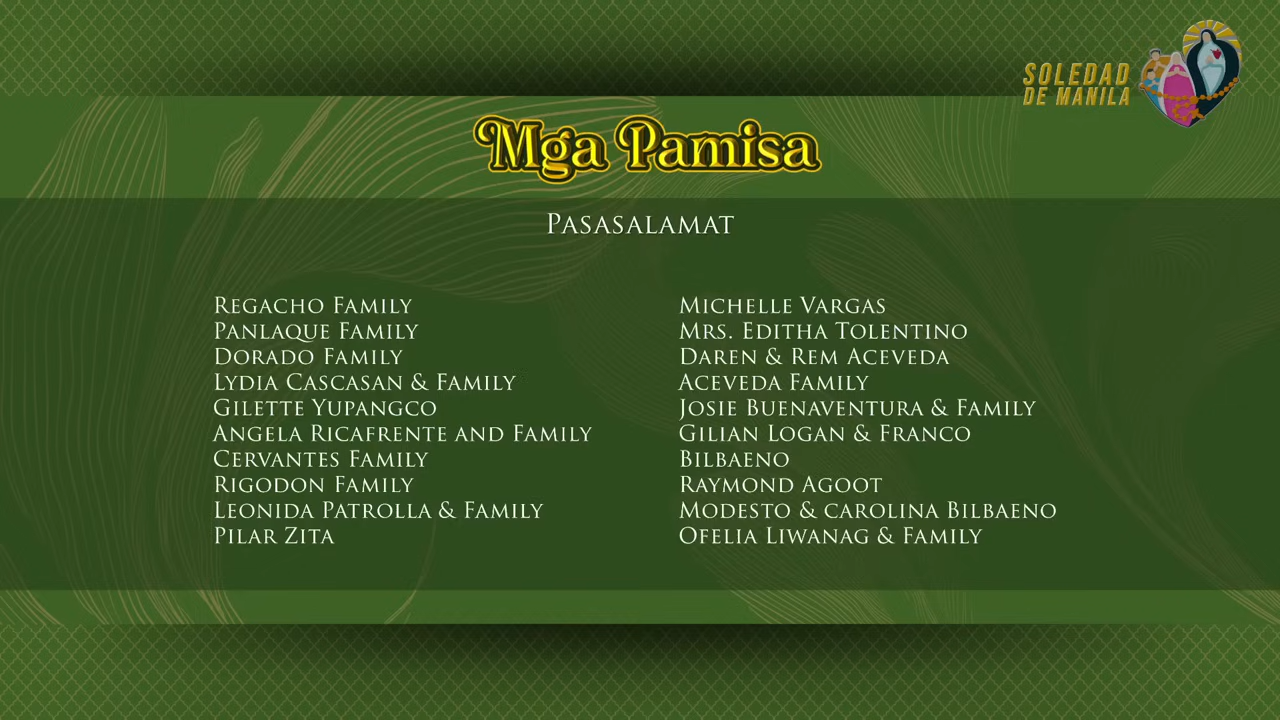 SOLEDAD
DE MANILA
Mga Pamisa
PASASALAMAT
REGACHO FAMILY
PANLAQUE FAMILY
DORADO FAMILY
LYDIA CASCASAN & FAMILY
GILETTE YUPANGCO
ANGELA RICAFRENTE AND FAMILY
CERVANTES FAMILY
RIGODON FAMILY
LEONIDA PATROLLA & FAMILY
PILAR ZITA
MICHELLE VARGAS
MRS. EDITHA TOLENTINO
DAREN & REM ACEVEDA
ACEVEDA FAMILY
JOSIE BUENAVENTURA & FAMILY
GILIAN LOGAN & FRANCO
BILBAENO
RAYMOND AGOOT
MODESTO & CAROLINA BILBAENO
OFELIA LIWANAG & FAMILY